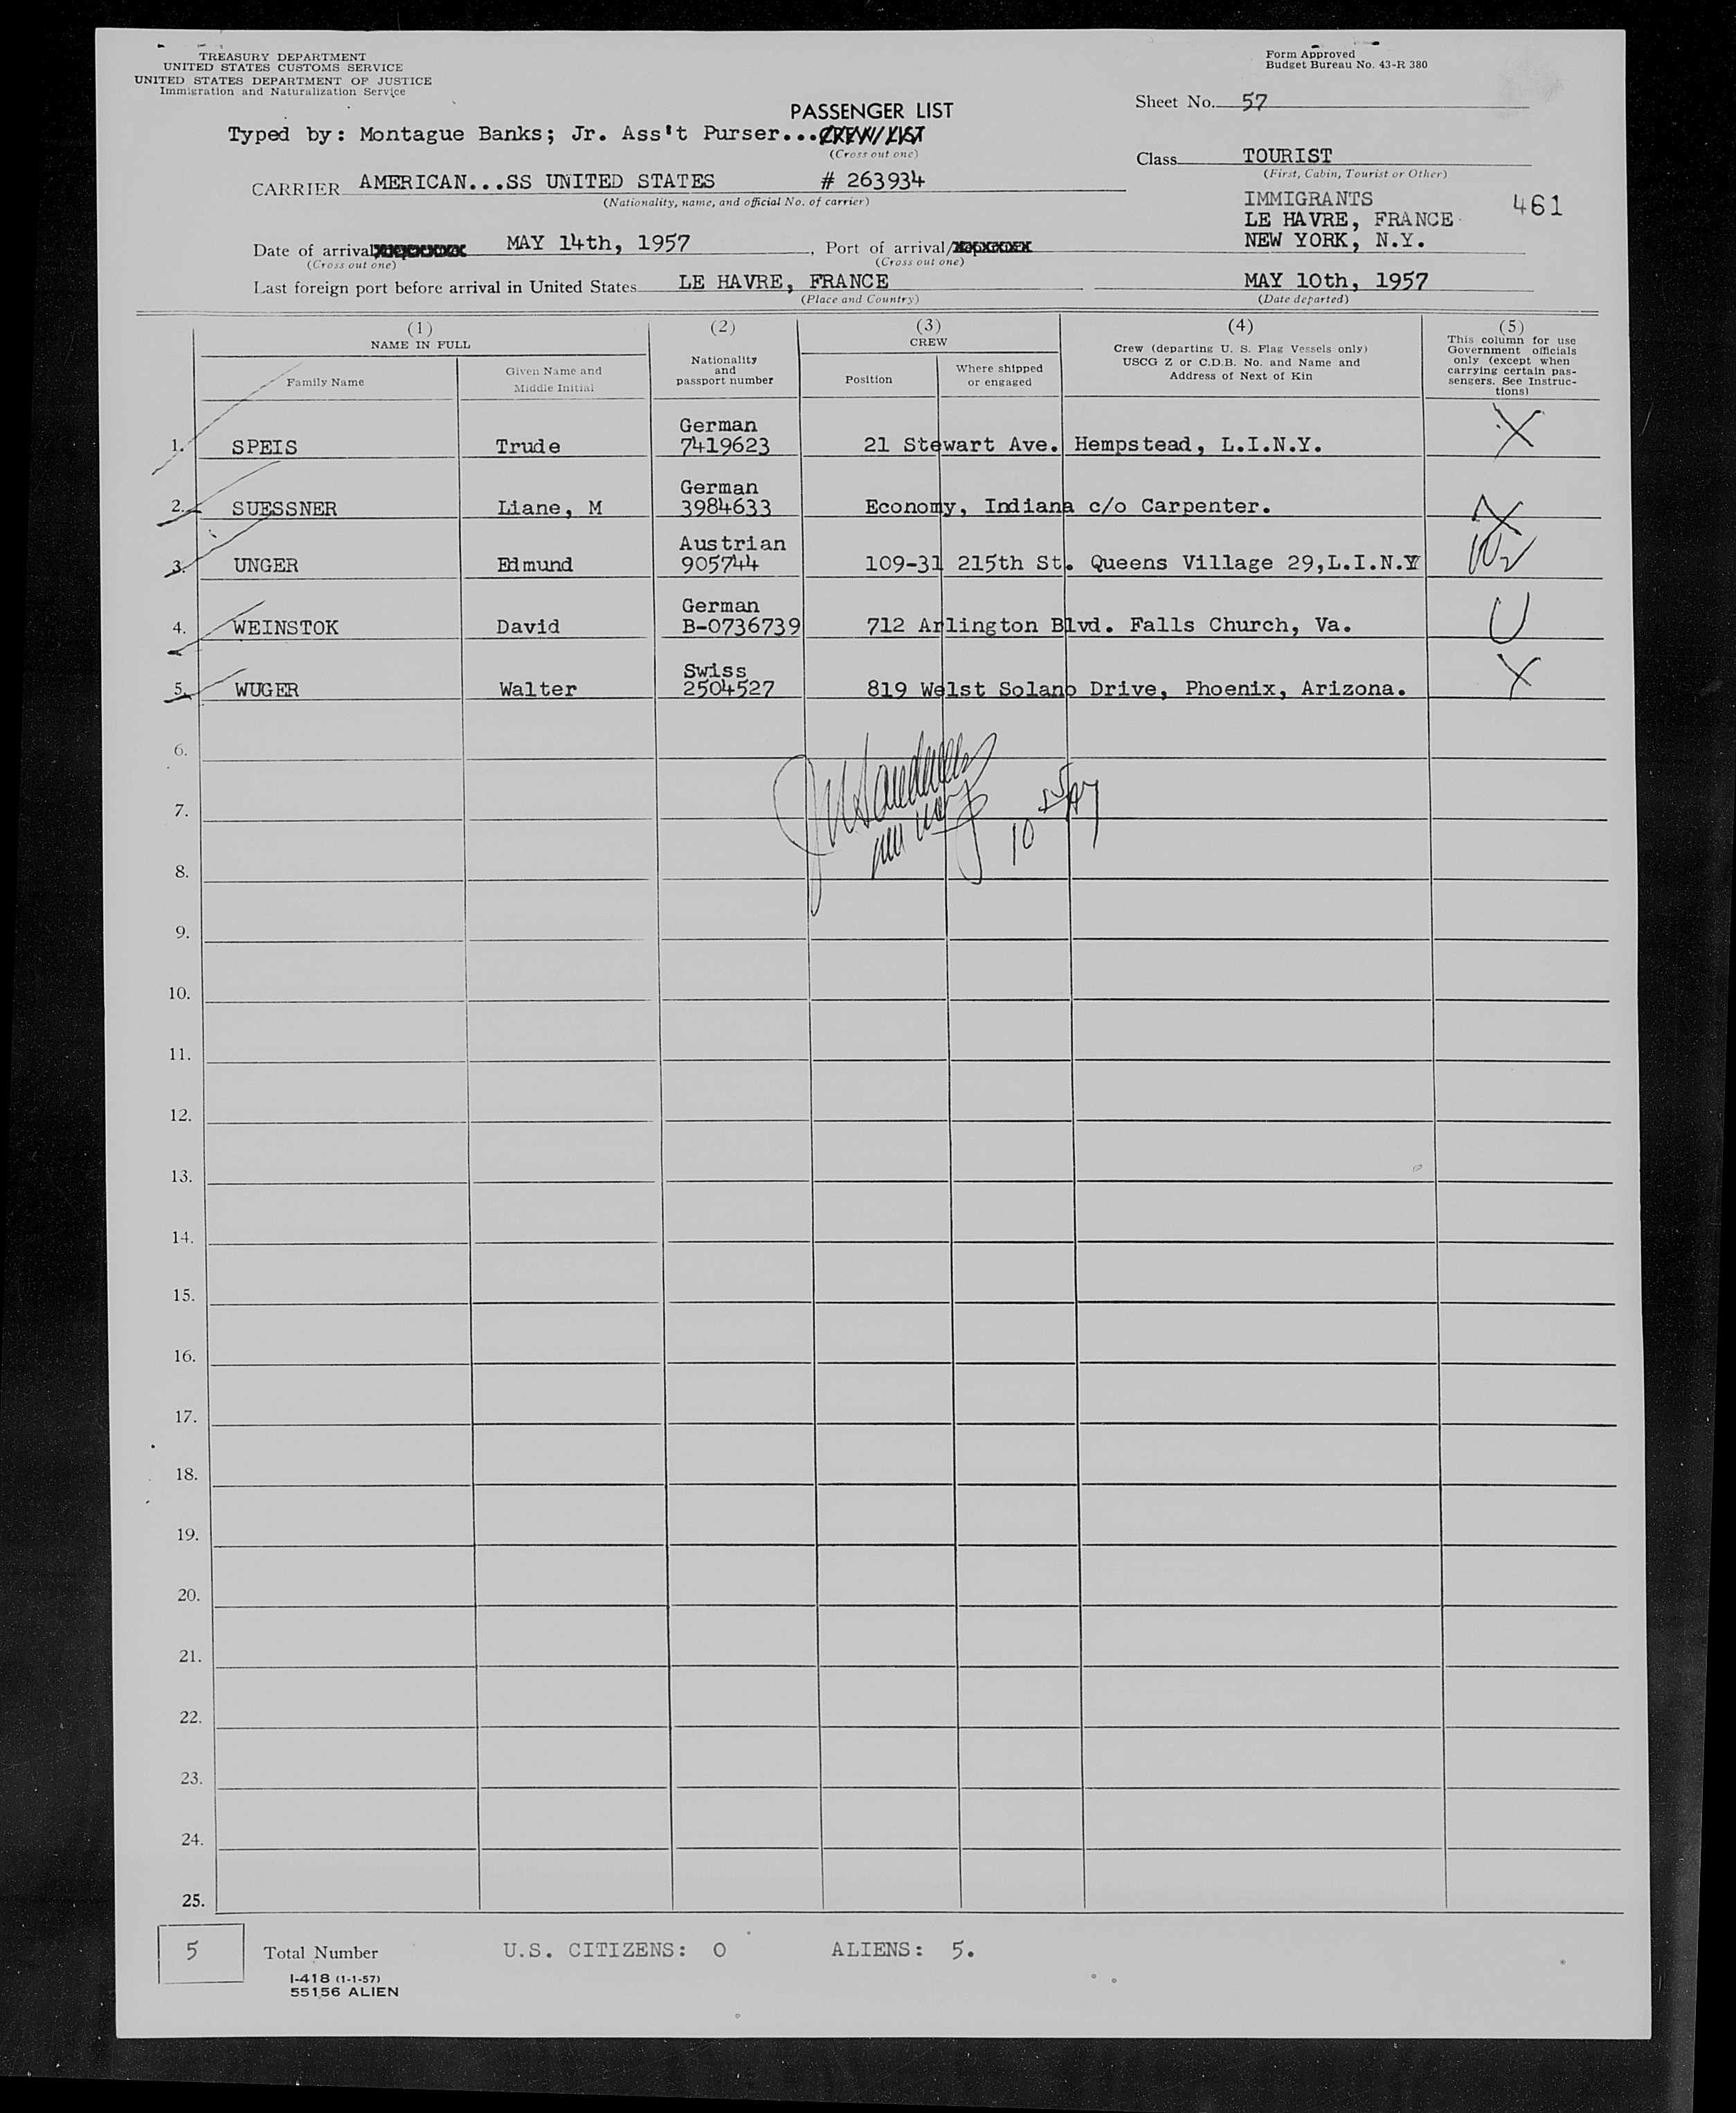 TREASURY DEPARTMENT
UNITED STATES CUSTOMS SERVICE
UNITED STATES DEPARTMENT OF JUSTICE
Immigration and Naturalization Service
Form Approved
Budget Bureau No. 43-R 380
PASSENGER LIST
Sheet No. 57
Typed by: Montague Banks; Jr. Ass't Purser...CREW LIST
(Cross out one)
Class TOURIST
(First, Cabin, Tourist or Other)
CARRIER AMERICAN...SS UNITED STATES # 263934
(Nationality, name, and official No. of carrier)
IMMIGRANTS 461
LE HAVRE, FRANCE
Date of arrival MAY 14th, 1957, Port of arrival/ NEW YORK, N.Y.
(Cross out one) (Cross out one)
Last foreign port before arrival in United States LE HAVRE, FRANCE MAY 10th, 1957
(Place and Country) (Date departed)
(1) (2) (3) (4) (5)
NAME IN FULL
Family Name
Given Name and
Middle Initial
Nationality
and
passport number
CREW
Position
Where shipped
or engaged
Crew (departing U. S. Flag Vessels only)
USCG Z or C.D.B. No. and Name and
Address of Next of Kin
This column for use
Government officials
only (except when
carrying certain pas-
sengers. See Instruc-
tions)
German
1. SPEIS Trude 7419623 21 Stewart Ave. Hempstead, L.I.N.Y. X
German
2. SUESSNER Liane, M 3984633 Economy, Indiana c/o Carpenter. X
Austrian
3. UNGER Edmund 905744 109-31 215th St. Queens Village 29,L.I.N.Y
German
4. WEINSTOK David B-0736739 712 Arlington Blvd. Falls Church, Va. U
Swiss
5. WUGER Walter 2504527 819 Welst Solano Drive, Phoenix, Arizona. X
6.
7.
8.
9.
10.
11.
12.
13.
14.
15.
16.
17.
18.
19.
20.
21.
22.
23.
24.
25.
5 Total Number U.S. CITIZENS: 0 ALIENS: 5.
I-418 (1-1-57)
55156 ALIEN